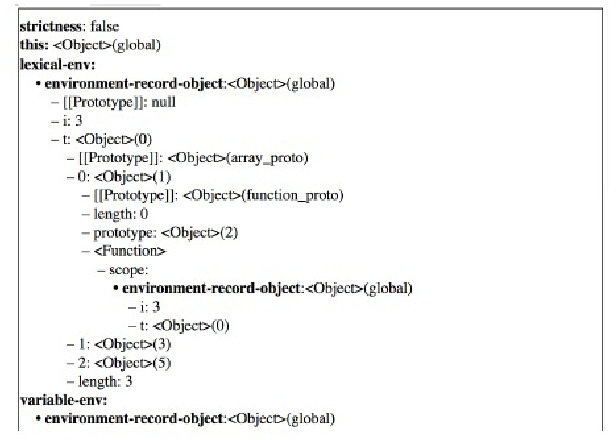 strictness: false
this: <Object>(global)
lexical-env:
• environment-record-object:<Object>(global)
– [[Prototype]]: null
– i: 3
– t: <Object>(0)
– [[Prototype]]: <Object>(array_proto)
– 0: <Object>(1)
– [[Prototype]]: <Object>(function_proto)
– length: 0
– prototype: <Object>(2)
– <Function>
– scope:
• environment-record-object:<Object>(global)
– i: 3
– t: <Object>(0)
– 1: <Object>(3)
– 2: <Object>(5)
– length: 3
variable-env:
• environment-record-object:<Object>(global)